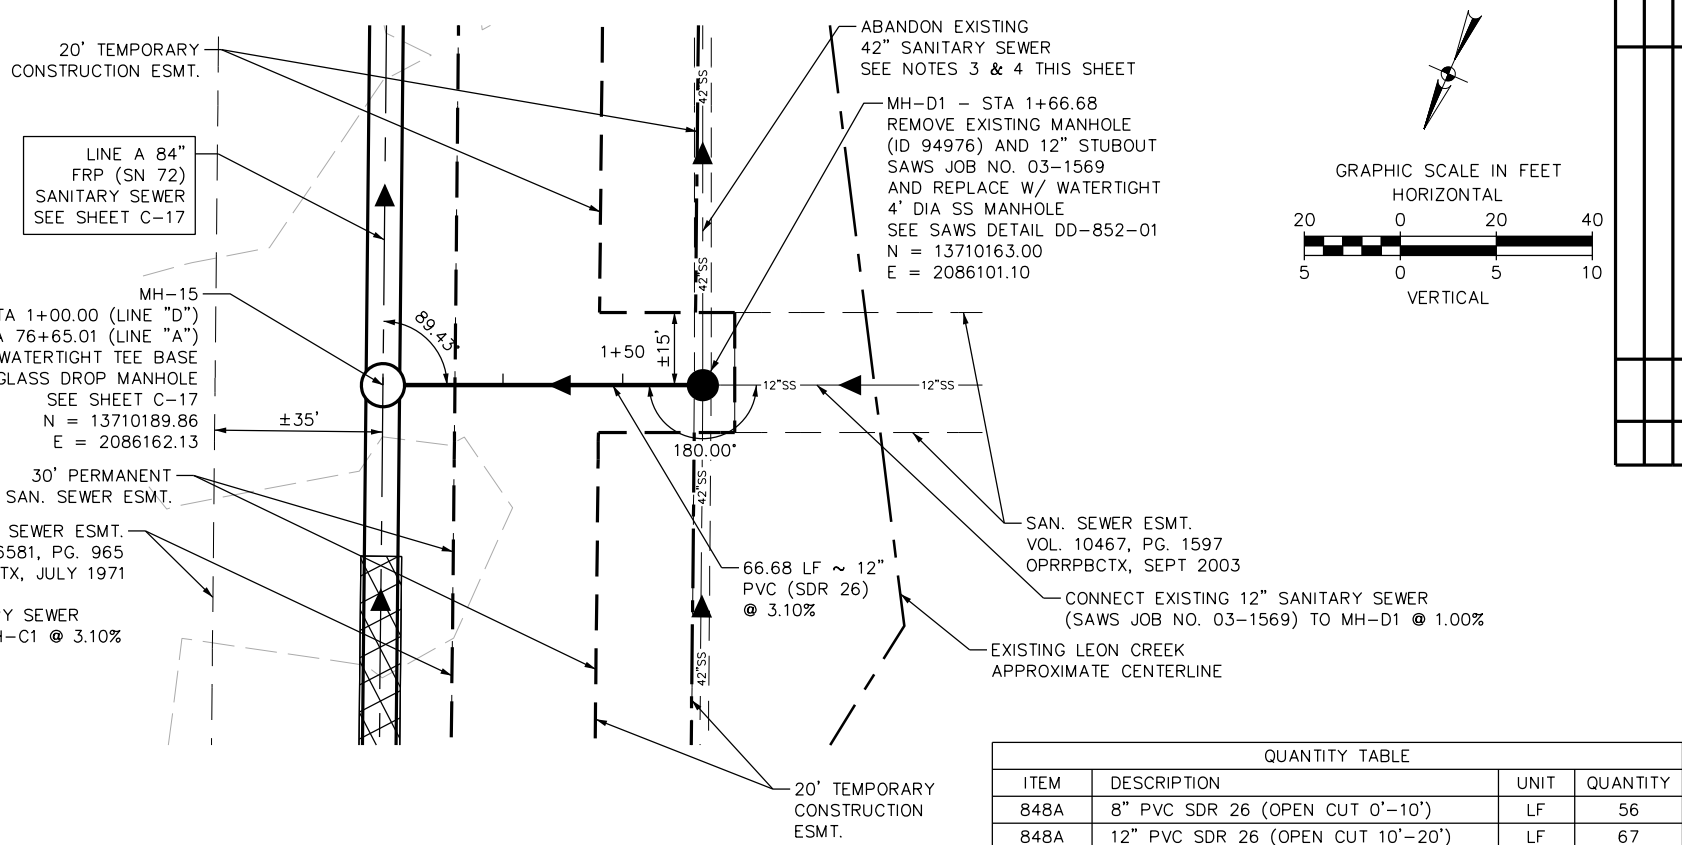 20' TEMPORARY
CONSTRUCTION ESMT.
LINE A 84"
FRP (SN 72)
SANITARY SEWER
SEE SHEET C-17
MH-15
TA 1+00.00 (LINE "D")
A 76+65.01 (LINE "A")
WATERTIGHT TEE BASE
GLASS DROP MANHOLE
SEE SHEET C-17
N = 13710189.86
E = 2086162.13
±35'
30' PERMANENT
SAN. SEWER ESMT.
SEWER ESMT.
6581, PG. 965
TX, JULY 1971
Y SEWER
H-C1 @ 3.10%
89.43°
1+50
±15'
180.00°
42"SS
42"SS
42"SS
42"SS
12"SS
12"SS
ABANDON EXISTING
42" SANITARY SEWER
SEE NOTES 3 & 4 THIS SHEET
MH-D1 - STA 1+66.68
REMOVE EXISTING MANHOLE
(ID 94976) AND 12" STUBOUT
SAWS JOB NO. 03-1569
AND REPLACE W/ WATERTIGHT
4' DIA SS MANHOLE
SEE SAWS DETAIL DD-852-01
N = 13710163.00
E = 2086101.10
66.68 LF ~ 12"
PVC (SDR 26)
@ 3.10%
SAN. SEWER ESMT.
VOL. 10467, PG. 1597
OPRRPBCTX, SEPT 2003
CONNECT EXISTING 12" SANITARY SEWER
(SAWS JOB NO. 03-1569) TO MH-D1 @ 1.00%
EXISTING LEON CREEK
APPROXIMATE CENTERLINE
20' TEMPORARY
CONSTRUCTION
ESMT.
GRAPHIC SCALE IN FEET
HORIZONTAL
20 0 20 40
5 0 5 10
VERTICAL
QUANTITY TABLE
ITEM DESCRIPTION UNIT QUANTITY
848A 8" PVC SDR 26 (OPEN CUT 0'-10') LF 56
848A 12" PVC SDR 26 (OPEN CUT 10'-20') LF 67